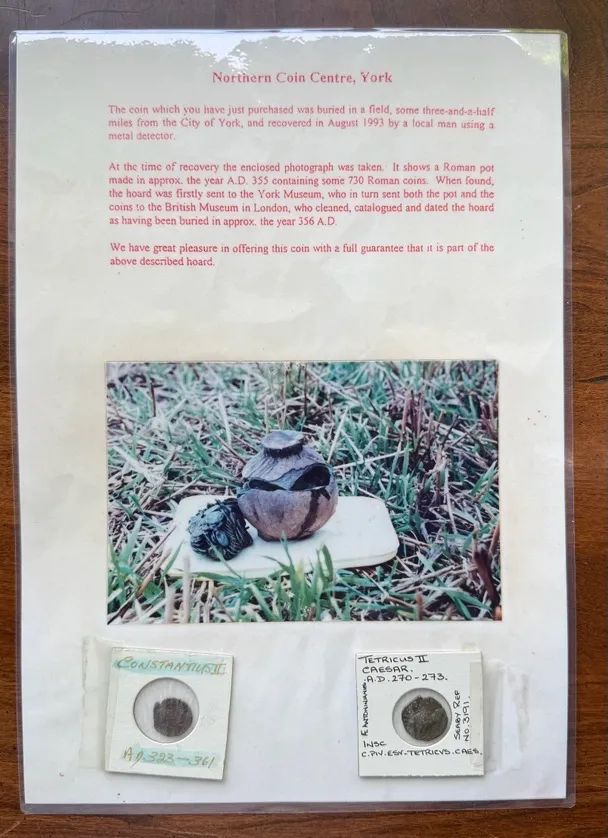 Northern Coin Centre, York
The coin which you have just purchased was buried in a field, some three-and-a-half
miles from the City of York, and recovered in August 1993 by a local man using a
metal detector.
At the time of recovery the enclosed photograph was taken. It shows a Roman pot
made in approx. the year A.D. 355 containing some 730 Roman coins. When found,
the hoard was firstly sent to the York Museum, who in turn sent both the pot and the
coins to the British Museum in London, who cleaned, catalogued and dated the hoard
as having been buried in approx. the year 356 A.D.
We have great pleasure in offering this coin with a full guarantee that it is part of the
above described hoard.
CONSTANTIUS II
A.D. 323-361
TETRICUS II
CAESAR.
A.D. 270-273.
SEABY REF
NO. 3191.
INSC
C.PIV.ESV.TETRICVS.CAES.